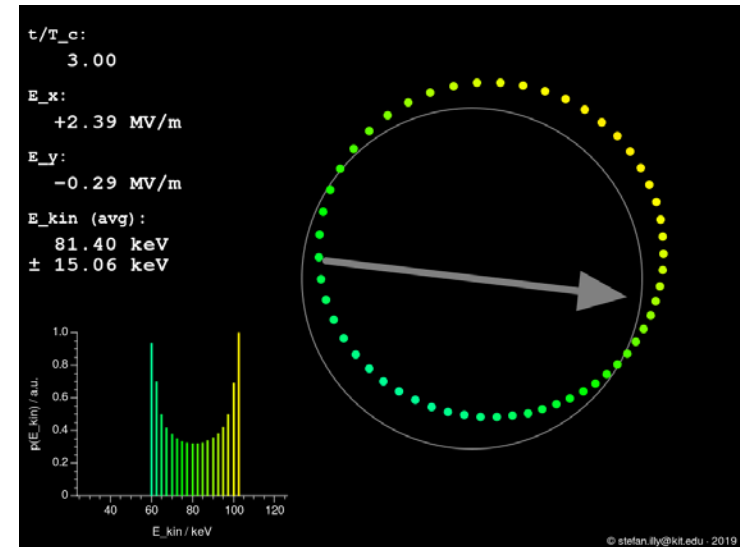 t/T_c:
3.00
E_x:
+2.39 MV/m
E_y:
−0.29 MV/m
E_kin (avg):
81.40 keV
± 15.06 keV
1.0
0.8
0.6
0.4
0.2
0
p(E_kin) / a.u.
40 60 80 100 120
E_kin / keV
© stefan.illy@kit.edu - 2019